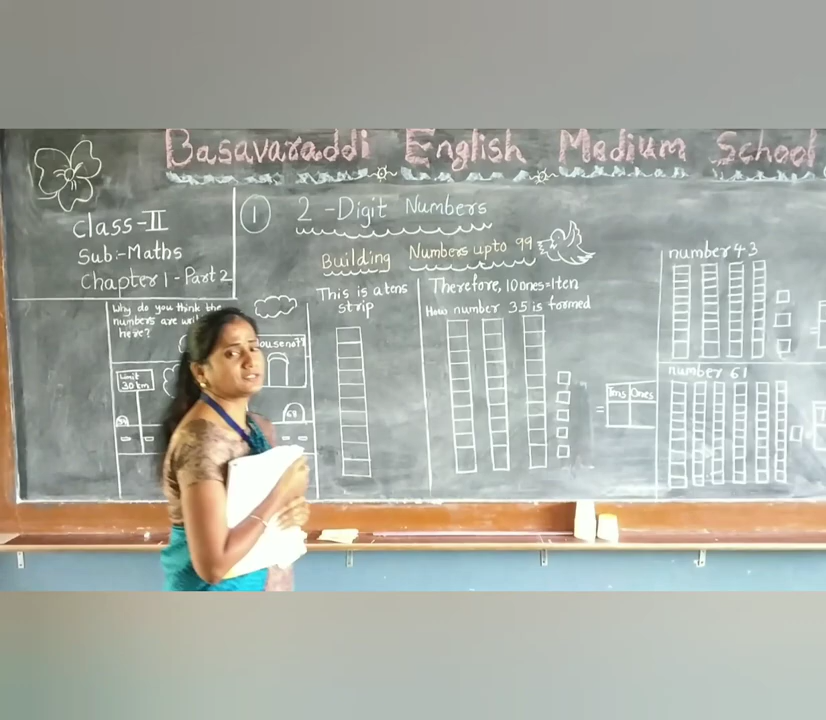 Basavaraddi English Medium School
Class-II
Sub:-Maths
Chapter 1 - Part 2
1 2 -Digit Numbers
Building Numbers upto 99
Why do you think the
numbers are
here?
Limit
30 km
68
This is a tens
strip
Therefore, 10 ones=1ten
How number 35 is formed
=
Tens Ones
number 43
=
number 61
=